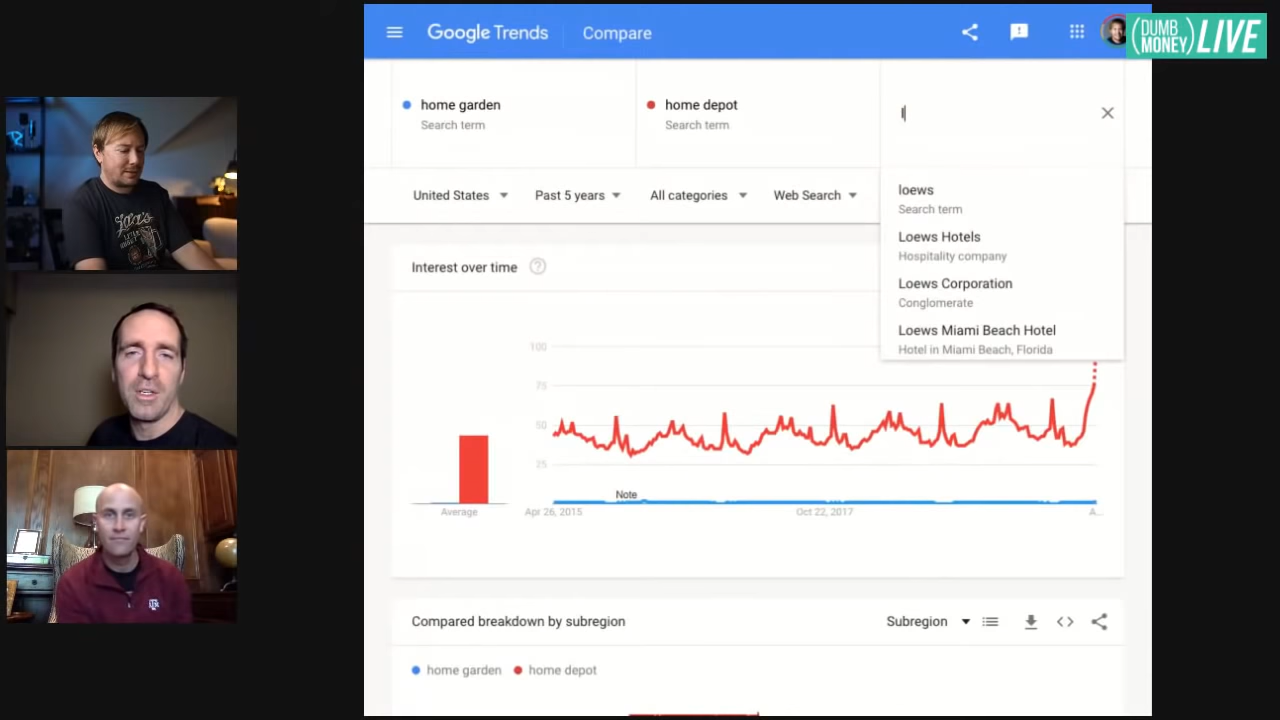 Google Trends
Compare
(DUMB MONEY) LIVE
home garden
Search term
home depot
Search term
l
loews
Search term
Loews Hotels
Hospitality company
Loews Corporation
Conglomerate
Loews Miami Beach Hotel
Hotel in Miami Beach, Florida
United States
Past 5 years
All categories
Web Search
Interest over time
100
75
50
25
Note
Average
Apr 26, 2015
Oct 22, 2017
A...
Compared breakdown by subregion
Subregion
home garden
home depot